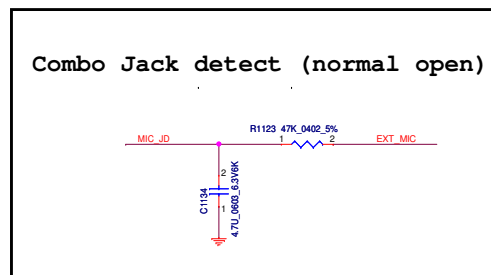 Combo Jack detect (normal open)
R1123 47K_0402_5%
MIC_JD
1
2
EXT_MIC
2
C1134
1
4.7U_0603_6.3V6K